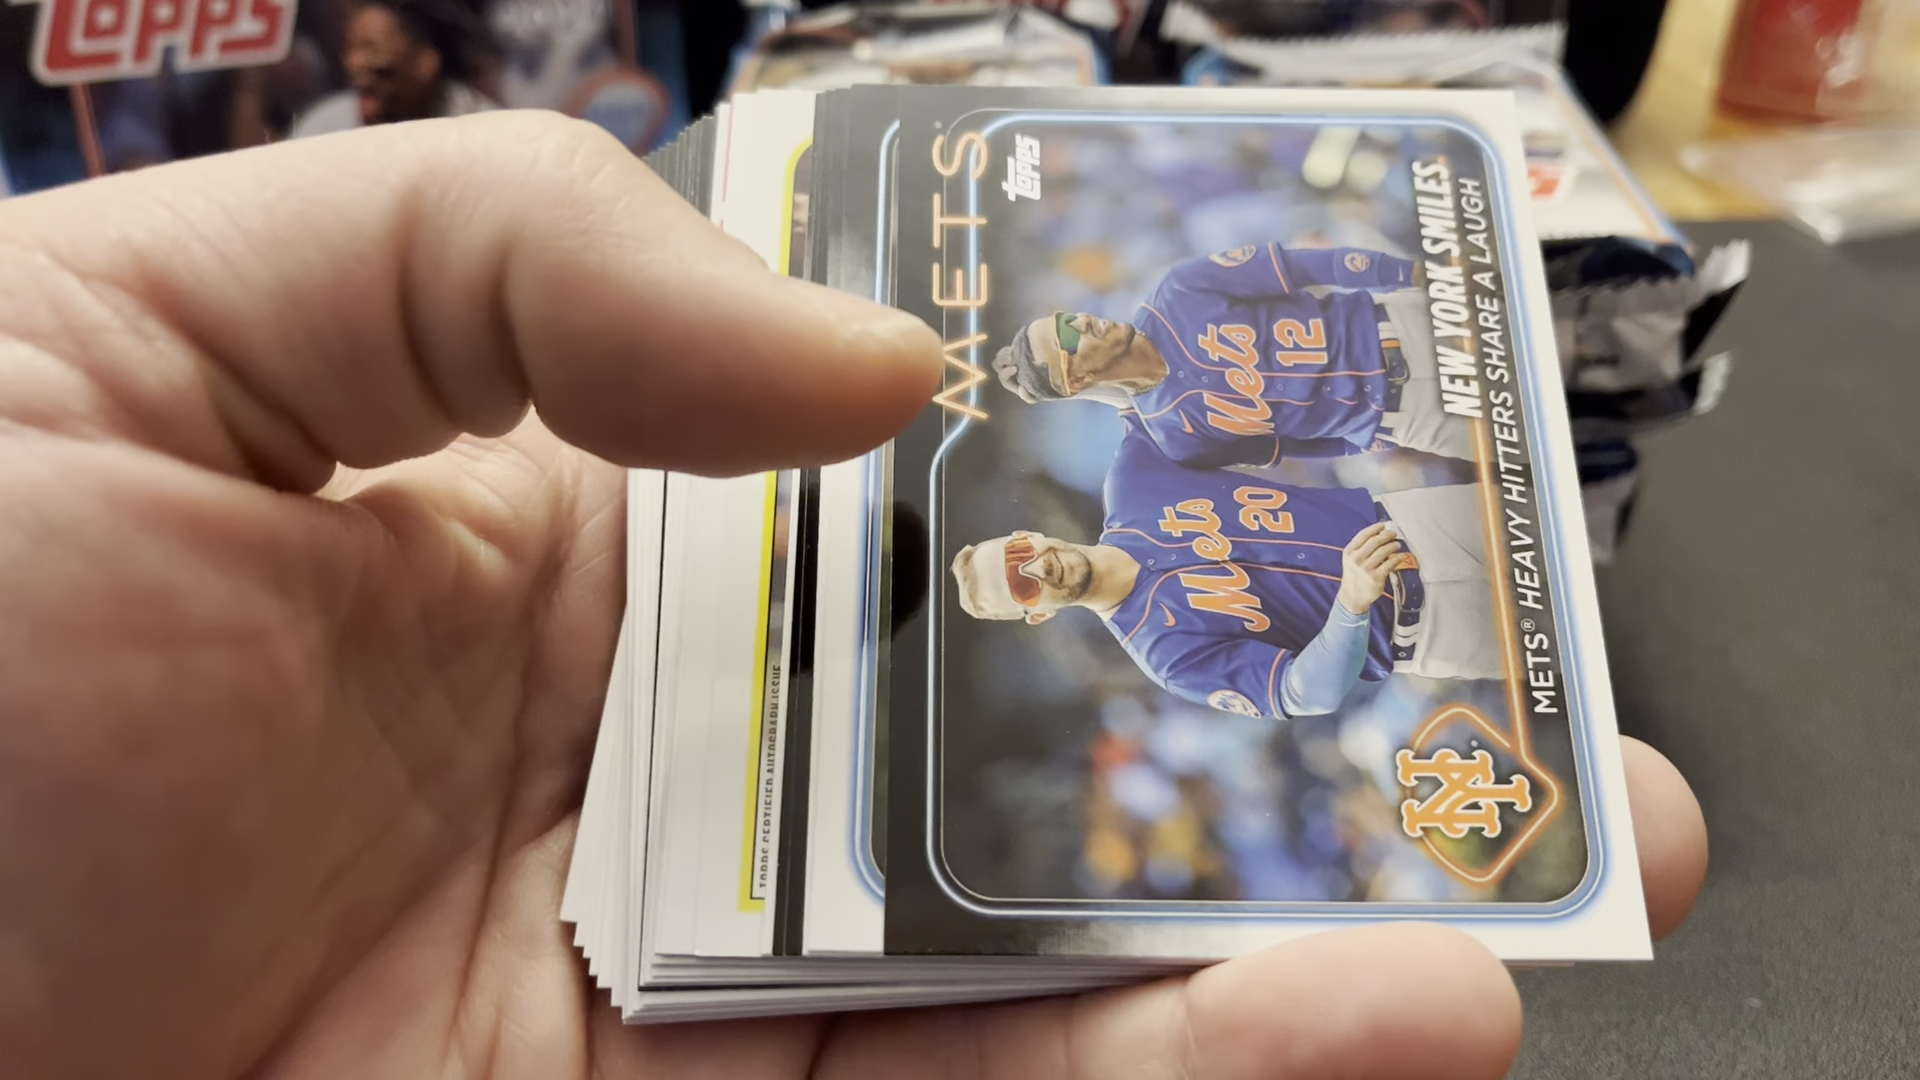 Topps
METS
Topps
NEW YORK SMILES
METS® HEAVY HITTERS SHARE A LAUGH
Mets
12
Mets
20
NY
TOPPS CERTIFIED AUTOGRAPH ISSUE